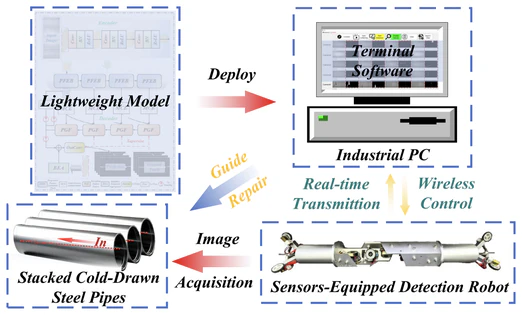 Lightweight Model
Deploy
Terminal
Software
Industrial PC
Guide
Repair
Real-time
Transmittion
Wireless
Control
In
Stacked Cold-Drawn
Steel Pipes
Image
Acquisition
Sensors-Equipped Detection Robot